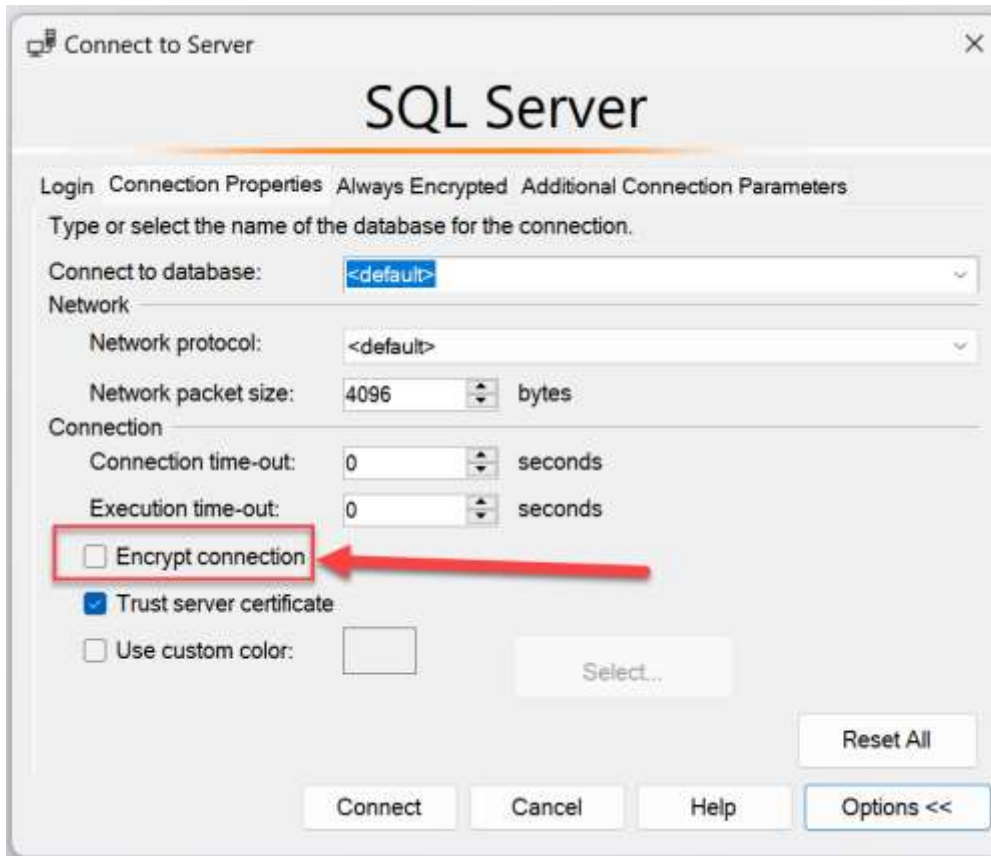 Connect to Server
SQL Server
Login Connection Properties Always Encrypted Additional Connection Parameters
Type or select the name of the database for the connection.
Connect to database: <default>
Network
Network protocol: <default>
Network packet size: 4096 bytes
Connection
Connection time-out: 0 seconds
Execution time-out: 0 seconds
Encrypt connection
Trust server certificate
Use custom color:
Select...
Reset All
Connect Cancel Help Options <<